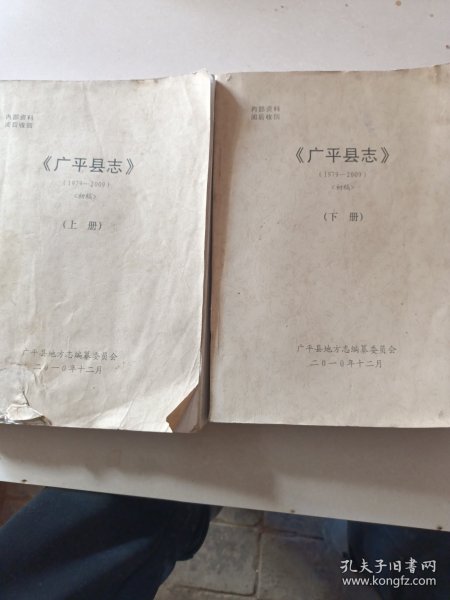 内部资料
阅后收回
《广平县志》
(1979—2009)
<初稿>
(上 册)
广平县地方志编纂委员会
二0一0年十二月
内部资料
阅后收回
《广平县志》
(1979—2009)
<初稿>
(下 册)
广平县地方志编纂委员会
二0一0年十二月
孔夫子旧书网
www.kongfz.com